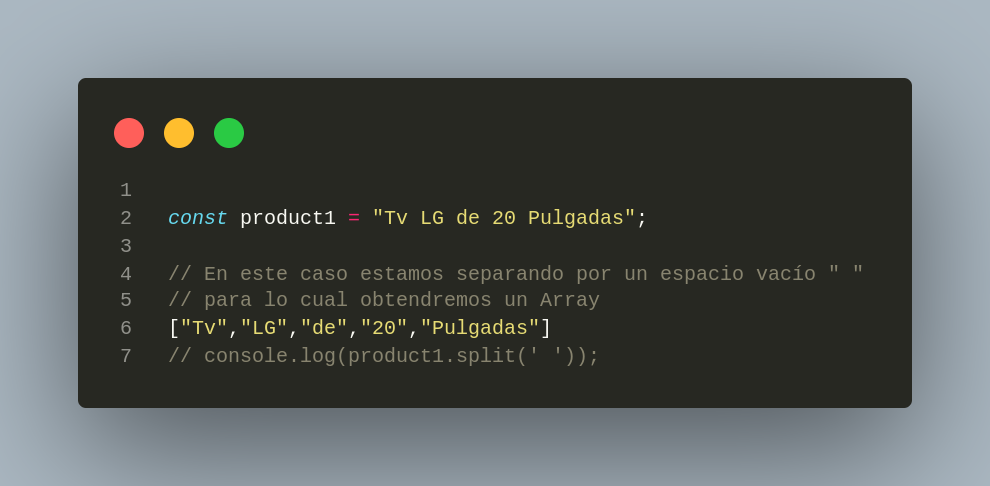 1
2 const product1 = "Tv LG de 20 Pulgadas";
3
4 // En este caso estamos separando por un espacio vacío " "
5 // para lo cual obtendremos un Array
6 ["Tv","LG","de","20","Pulgadas"]
7 // console.log(product1.split(' '));